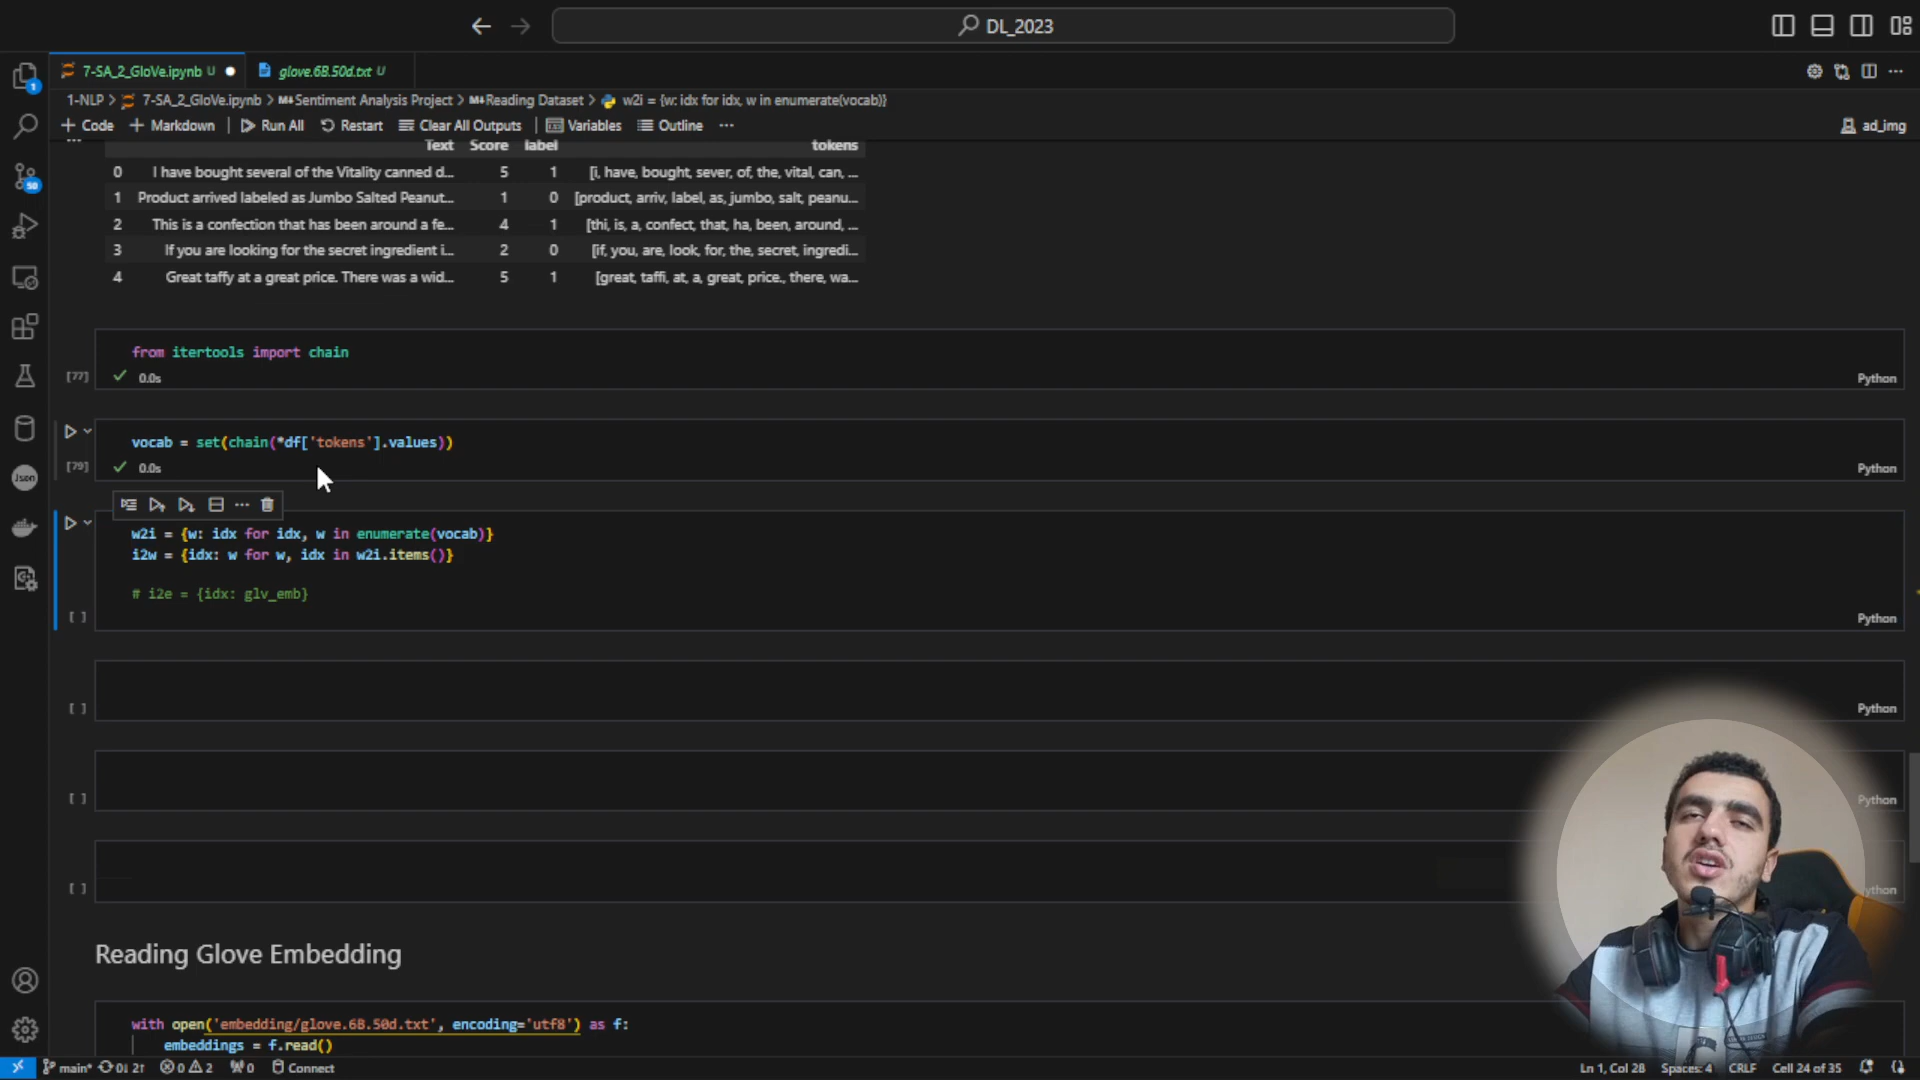 DL_2023
7-SA_2_GloVe.ipynb U
glove.6B.50d.txt U
1-NLP > 7-SA_2_GloVe.ipynb > M↓Sentiment Analysis Project > M↓Reading Dataset > w2i = {w: idx for idx, w in enumerate(vocab)}
+ Code + Markdown Run All Restart Clear All Outputs Variables Outline ... ad_img
Text Score label tokens
0 I have bought several of the Vitality canned d... 5 1 [i, have, bought, sever, of, the, vital, can, ...
1 Product arrived labeled as Jumbo Salted Peanut... 1 0 [product, arriv, label, as, jumbo, salt, peanu...
2 This is a confection that has been around a fe... 4 1 [thi, is, a, confect, that, ha, been, around, ...
3 If you are looking for the secret ingredient i... 2 0 [if, you, are, look, for, the, secret, ingredi...
4 Great taffy at a great price. There was a wid... 5 1 [great, taffi, at, a, great, price., there, wa...
from itertools import chain
[77] 0.0s Python
vocab = set(chain(*df['tokens'].values))
[79] 0.0s Python
w2i = {w: idx for idx, w in enumerate(vocab)}
i2w = {idx: w for w, idx in w2i.items()}
# i2e = {idx: glv_emb}
[ ] Python
[ ] Python
[ ] Python
[ ] ython
Reading Glove Embedding
with open('embedding/glove.6B.50d.txt', encoding='utf8') as f:
embeddings = f.read()
1
50
Json
main* 0↓ 2↑ 0 2 0 Connect
Ln 1, Col 28 Spaces: 4 CRLF Cell 24 of 35